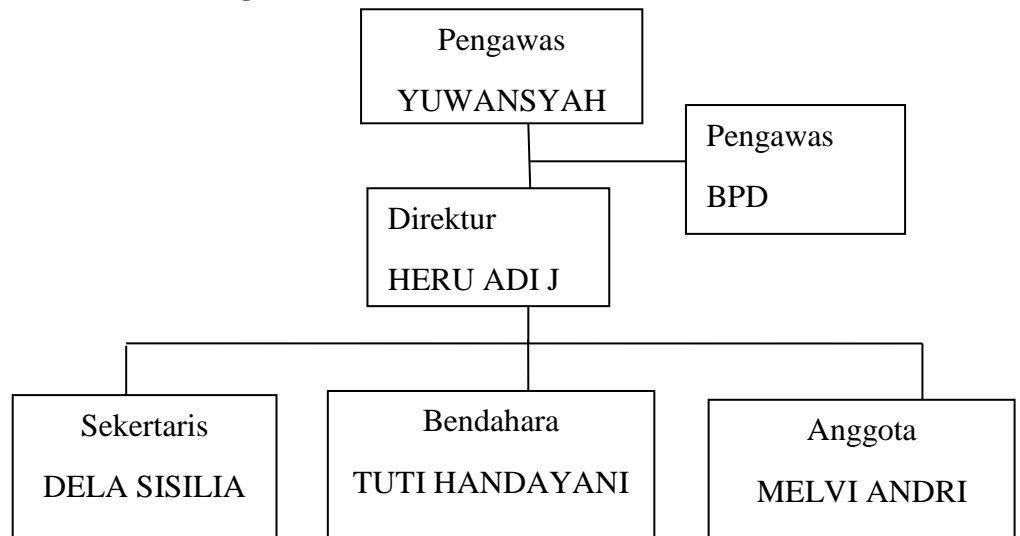 Pengawas
YUWANSYAH
Pengawas
BPD
Direktur
HERU ADI J
Sekertaris
DELA SISILIA
Bendahara
TUTI HANDAYANI
Anggota
MELVI ANDRI